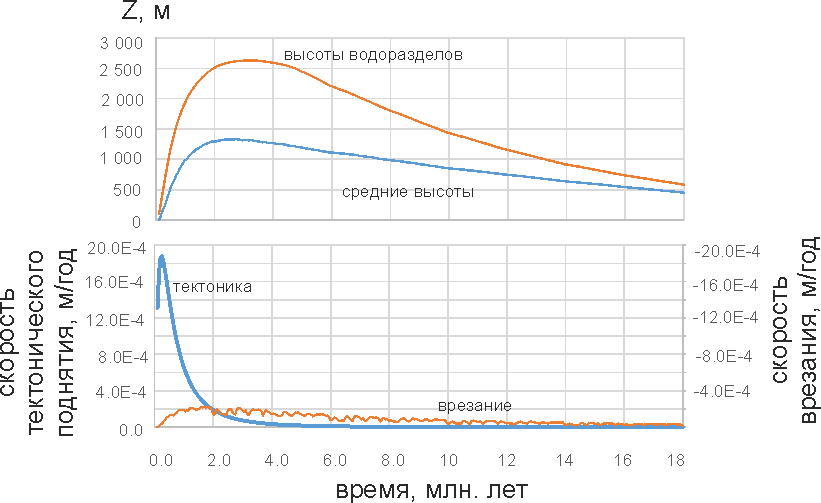 Z, м
3 000
2 500
2 000
1 500
1 000
500
0
высоты водоразделов
средние высоты
скорость
тектонического
поднятия, м/год
20.0E-4
16.0E-4
12.0E-4
8.0E-4
4.0E-4
0.0
тектоника
врезание
-20.0E-4
-16.0E-4
-12.0E-4
-8.0E-4
-4.0E-4
скорость
врезания, м/год
0.0 2.0 4.0 6.0 8.0 10 12 14 16 18
время, млн. лет